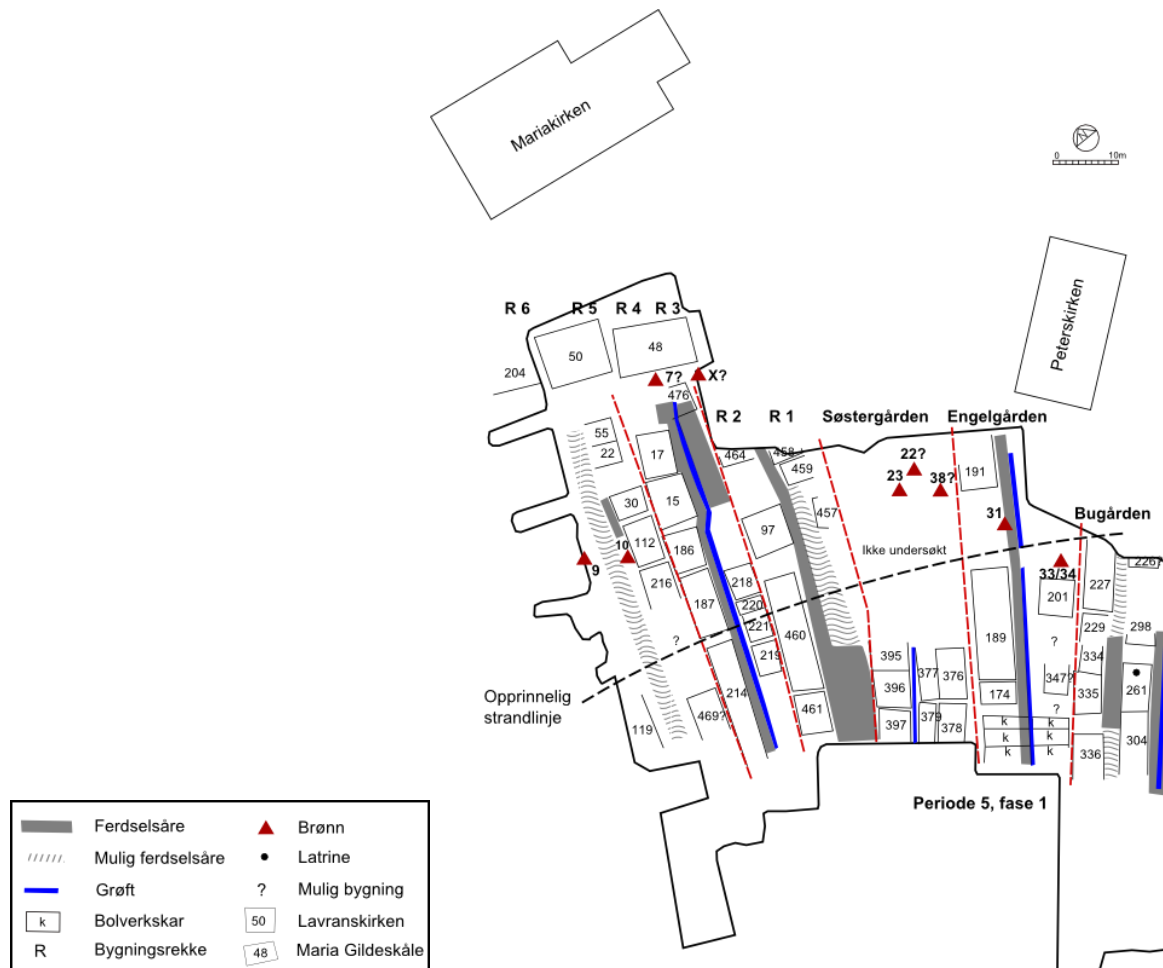 Mariakirken
N
0 10m
Peterskirken
R 6
R 5
R 4
R 3
204
50
48
7?
X?
476
R 2
R 1
Søstergården
Engelgården
Bugården
55
22
17
464
458
459
457
22?
23
38?
191
31
30
15
97
Ikke undersøkt
10
112
186
9
216
218
220
221
219
187
460
33/34
201
227
226
229
298
?
189
395
377
376
334
?
347?
335
261
Opprinnelig
strandlinje
214
396
174
469?
461
397
379
378
?
119
k k
k k
k k
336
304
Periode 5, fase 1
Ferdselsåre
Brønn
Mulig ferdselsåre
Latrine
Grøft
? Mulig bygning
k Bolverkskar
50 Lavranskirken
R Bygningsrekke
48 Maria Gildeskåle